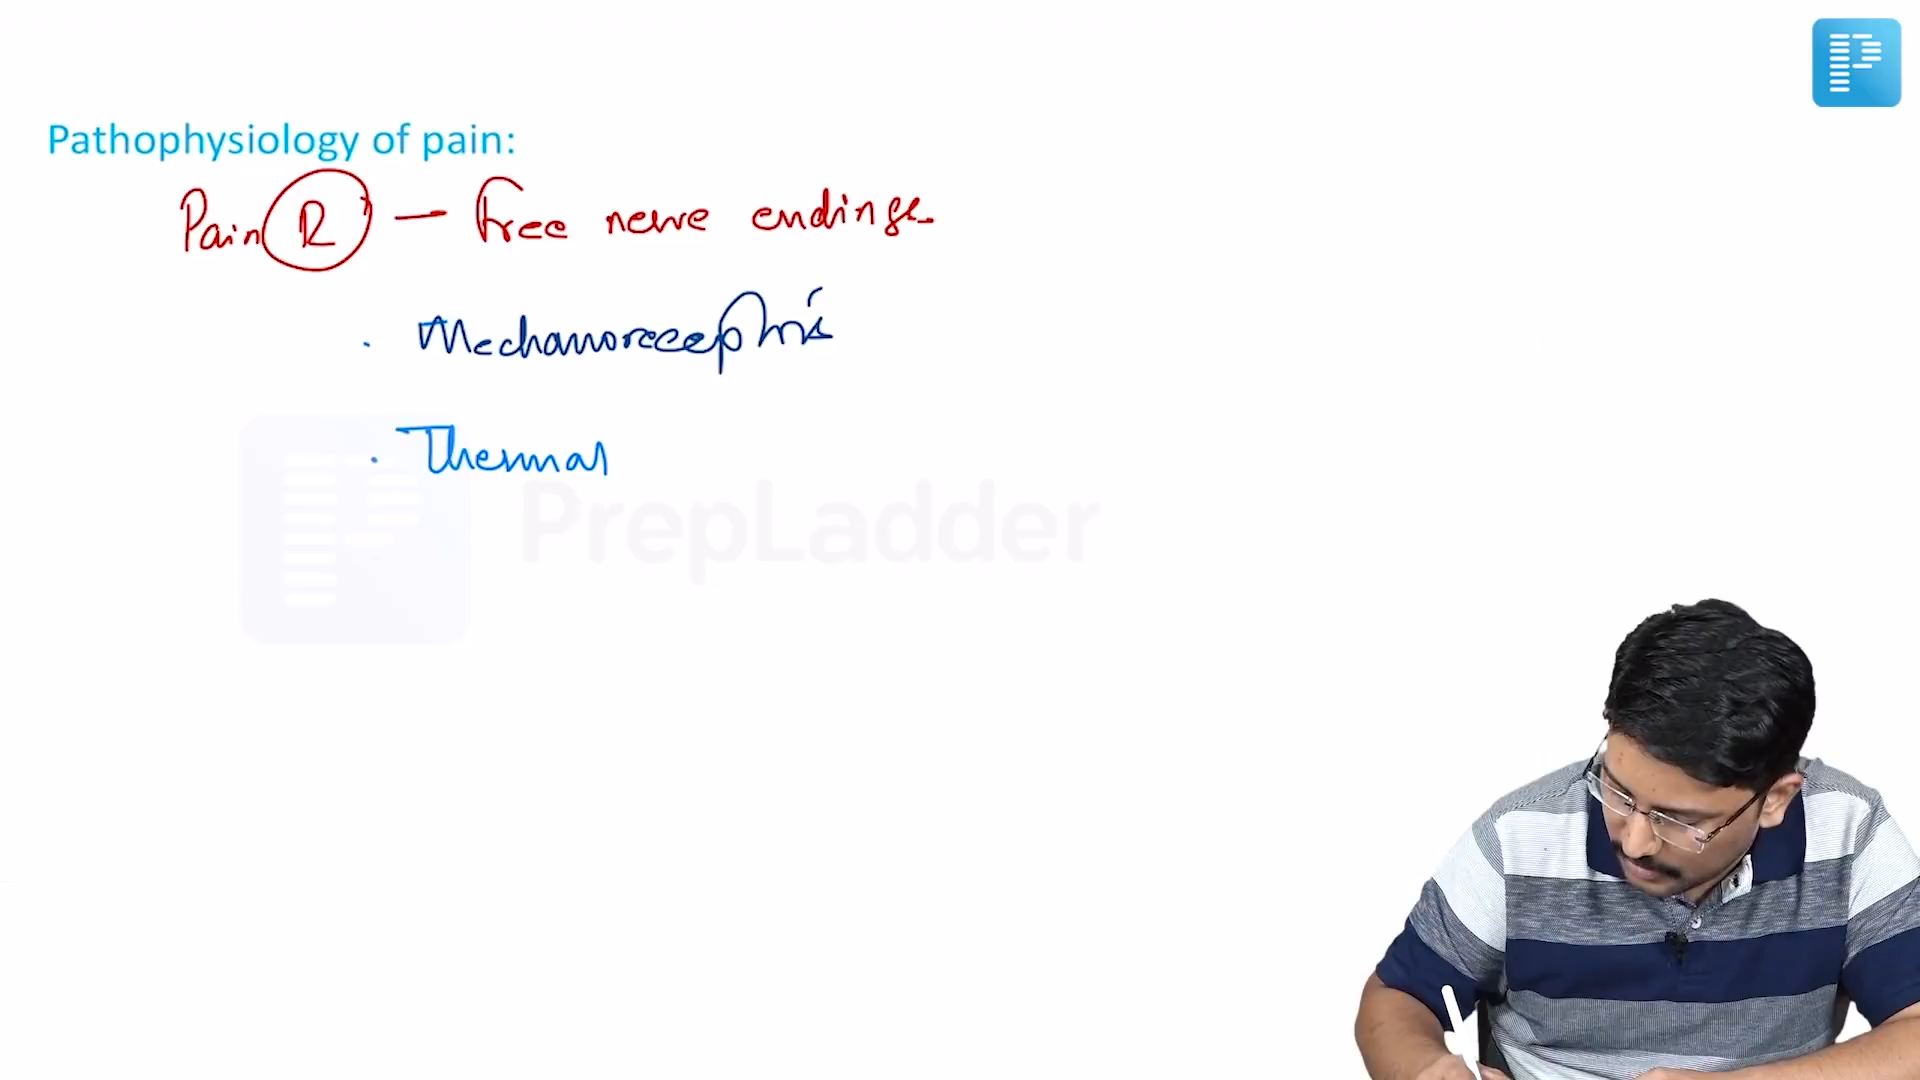 Pathophysiology of pain:
Pain R' — free nerve endings
. Mechanoreceptors
. Thermal
PrepLadder